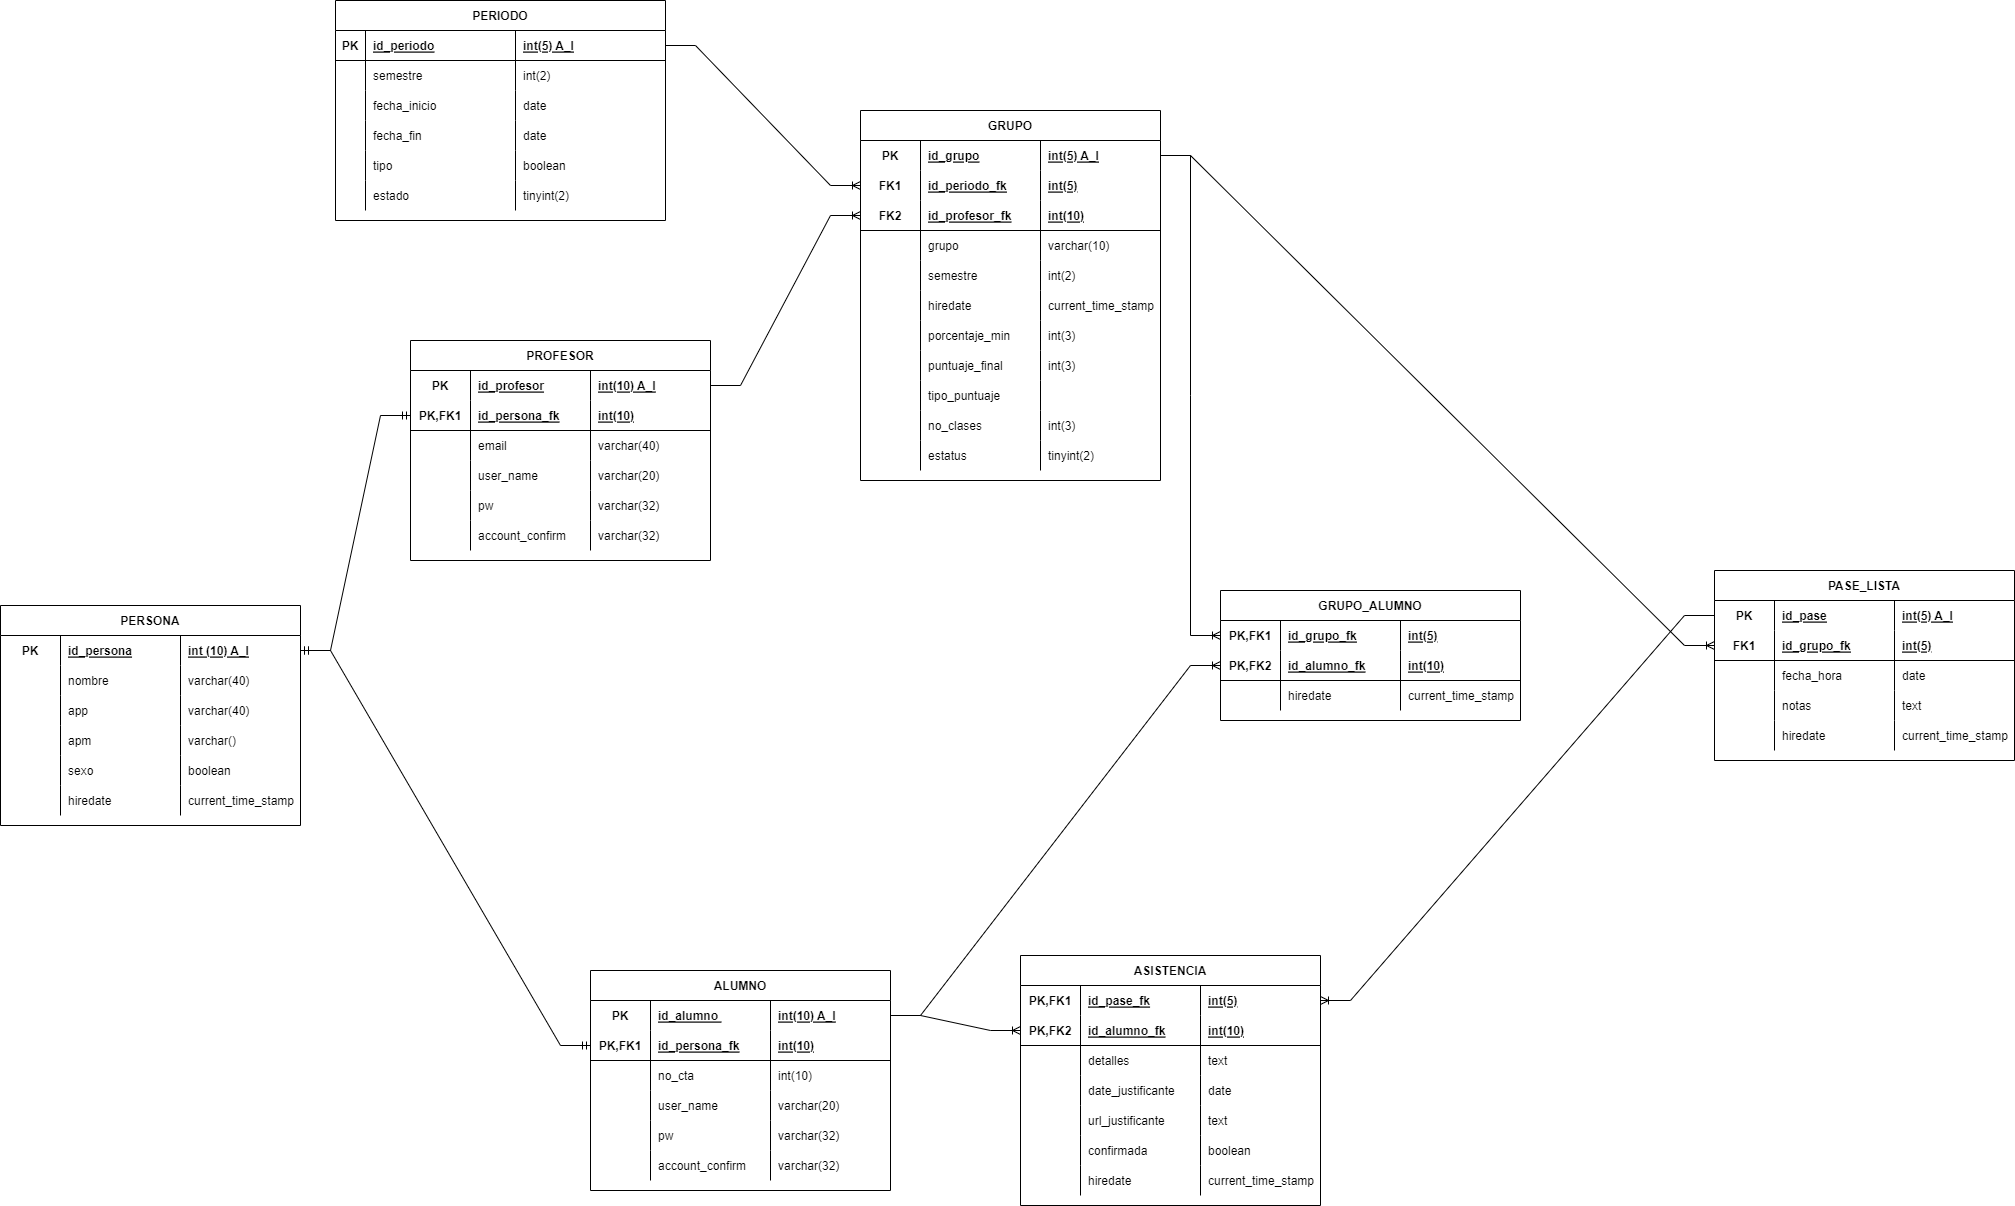 PERIODO
PK id_periodo int(5) A_I
semestre int(2)
fecha_inicio date
fecha_fin date
tipo boolean
estado tinyint(2)
GRUPO
PK id_grupo int(5) A_I
FK1 id_periodo_fk int(5)
FK2 id_profesor_fk int(10)
grupo varchar(10)
semestre int(2)
hiredate current_time_stamp
porcentaje_min int(3)
puntuaje_final int(3)
tipo_puntuaje
no_clases int(3)
estatus tinyint(2)
PROFESOR
PK id_profesor int(10) A_I
PK,FK1 id_persona_fk int(10)
email varchar(40)
user_name varchar(20)
pw varchar(32)
account_confirm varchar(32)
PERSONA
PK id_persona int (10) A_I
nombre varchar(40)
app varchar(40)
apm varchar()
sexo boolean
hiredate current_time_stamp
GRUPO_ALUMNO
PK,FK1 id_grupo_fk int(5)
PK,FK2 id_alumno_fk int(10)
hiredate current_time_stamp
PASE_LISTA
PK id_pase int(5) A_I
FK1 id_grupo_fk int(5)
fecha_hora date
notas text
hiredate current_time_stamp
ALUMNO
PK id_alumno int(10) A_I
PK,FK1 id_persona_fk int(10)
no_cta int(10)
user_name varchar(20)
pw varchar(32)
account_confirm varchar(32)
ASISTENCIA
PK,FK1 id_pase_fk int(5)
PK,FK2 id_alumno_fk int(10)
detalles text
date_justificante date
url_justificante text
confirmada boolean
hiredate current_time_stamp